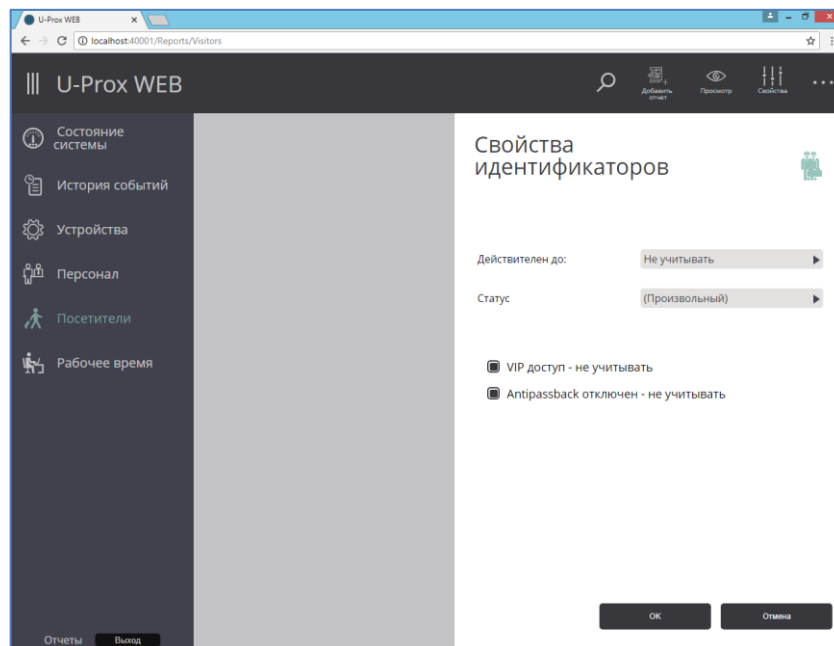 U-Prox WEB
localhost:40001/Reports/Visitors
U-Prox WEB
Добавить
отчет
Просмотр
Свойства
Состояние
системы
История событий
Устройства
Персонал
Посетители
Рабочее время
Свойства
идентификаторов
Действителен до:
Не учитывать
Статус
(Произвольный)
VIP доступ - не учитывать
Antipassback отключен - не учитывать
ОК
Отмена
Отчеты
Выход